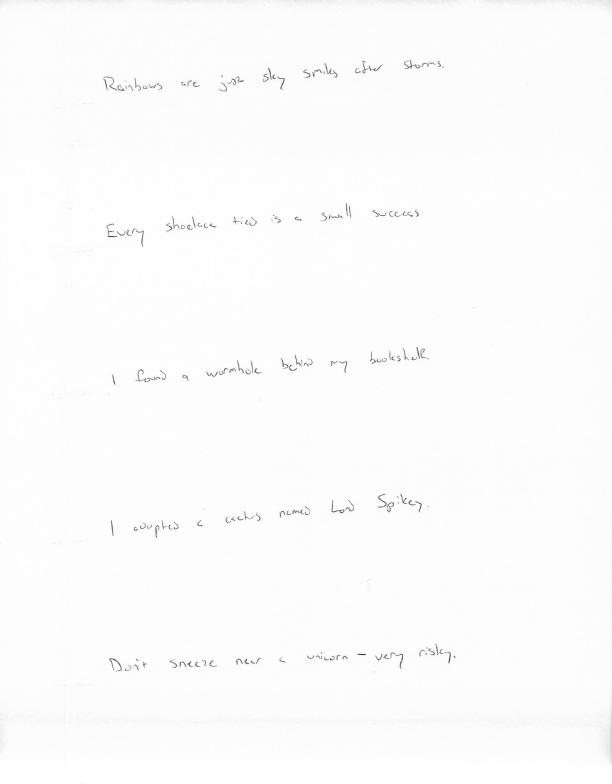 Rainbows are just sky smiles after storms.
Every shoelace tied is a small success
I found a wormhole behind my bookshelf
I adopted a cactus named Lord Spikey.
Don't sneeze near a unicorn – very risky.